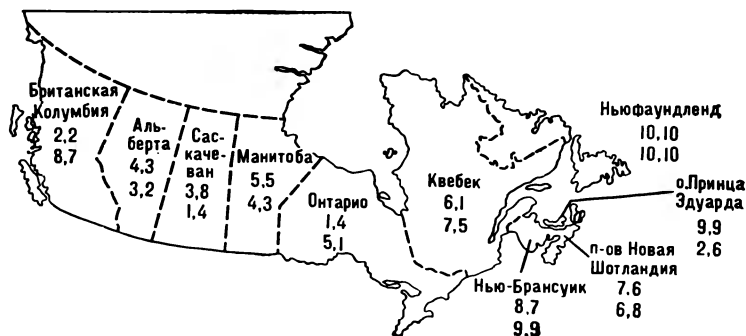 Британская
Колумбия
2,2
8,7
Аль-
берта
4,3
3,2
Сас-
каче-
ван
3,8
1,4
Манитоба
5.5
4,3
Онтарио
1,4
5,1
Квебек
6,1
7,5
Ньюфаундленд
10,10
10,10
о.Принца
Эдуарда
9,9
2,6
п-ов Новая
Шотландия
7.6
6,8
Нью-Брансуик
8.7
9,9